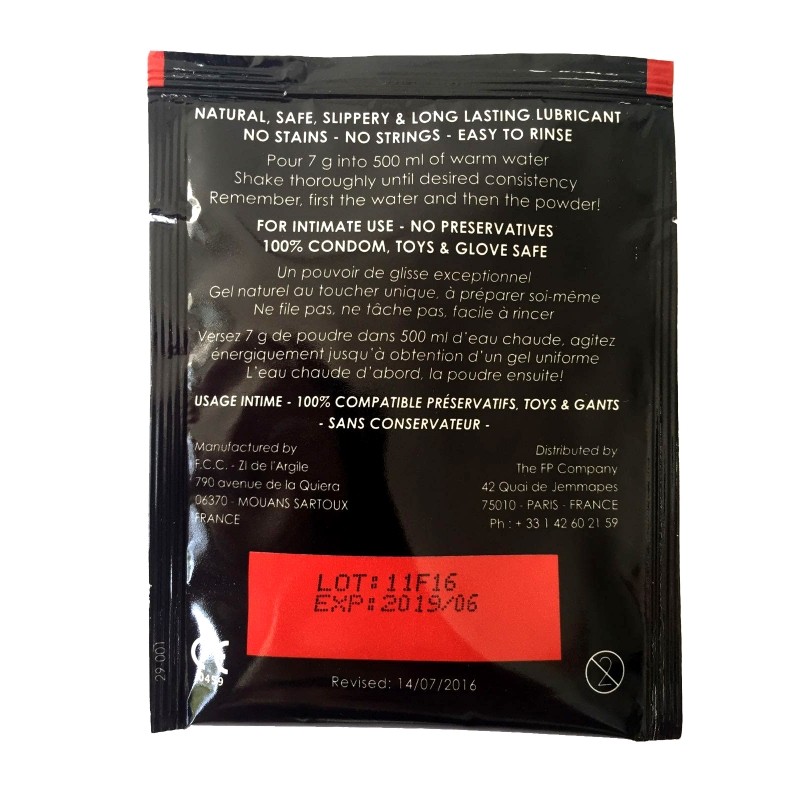 NATURAL, SAFE, SLIPPERY & LONG LASTING LUBRICANT
NO STAINS - NO STRINGS - EASY TO RINSE
Pour 7 g into 500 ml of warm water
Shake thoroughly until desired consistency
Remember, first the water and then the powder!
FOR INTIMATE USE - NO PRESERVATIVES
100% CONDOM, TOYS & GLOVE SAFE
Un pouvoir de glisse exceptionnel
Gel naturel au toucher unique, à préparer soi-même
Ne file pas, ne tâche pas, facile à rincer
Versez 7 g de poudre dans 500 ml d'eau chaude, agitez
énergiquement jusqu'à obtention d'un gel uniforme
L'eau chaude d'abord, la poudre ensuite!
USAGE INTIME - 100% COMPATIBLE PRÉSERVATIFS, TOYS & GANTS
- SANS CONSERVATEUR -
Manufactured by
F.C.C. - ZI de l'Argile
790 avenue de la Quiera
06370 - MOUANS SARTOUX
FRANCE
Distributed by
The FP Company
42 Quai de Jemmapes
75010 - PARIS - FRANCE
Ph : + 33 1 42 60 21 59
LOT: 11F16
EXP: 2019/06
29 001
CE
0459
2
Revised: 14/07/2016